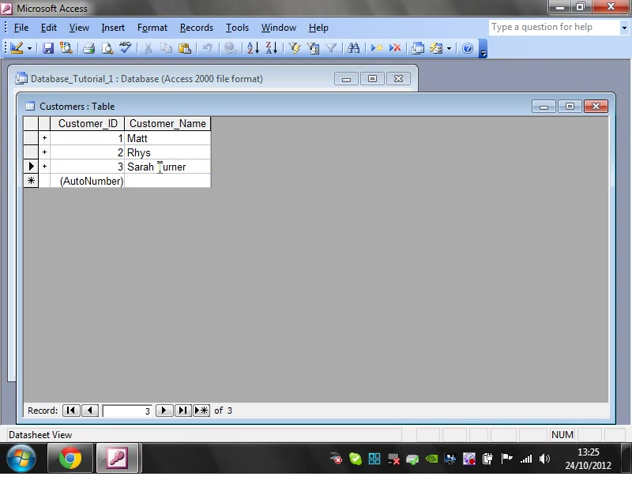 Microsoft Access
File Edit View Insert Format Records Tools Window Help Type a question for help
Database_Tutorial_1 : Database (Access 2000 file format)
Customers : Table
Customer_ID Customer_Name
1 Matt
2 Rhys
3 Sarah Turner
(AutoNumber)
Record: 3 of 3
Datasheet View NUM
13:25
24/10/2012